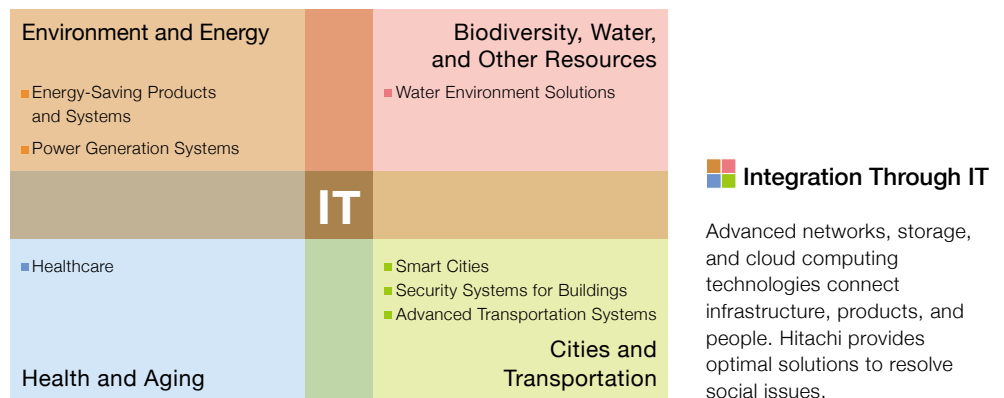 Environment and Energy
Energy-Saving Products
and Systems
Power Generation Systems
Biodiversity, Water,
and Other Resources
Water Environment Solutions
IT
Healthcare
Health and Aging
Smart Cities
Security Systems for Buildings
Advanced Transportation Systems
Cities and
Transportation
Integration Through IT
Advanced networks, storage,
and cloud computing
technologies connect
infrastructure, products, and
people. Hitachi provides
optimal solutions to resolve
social issues.